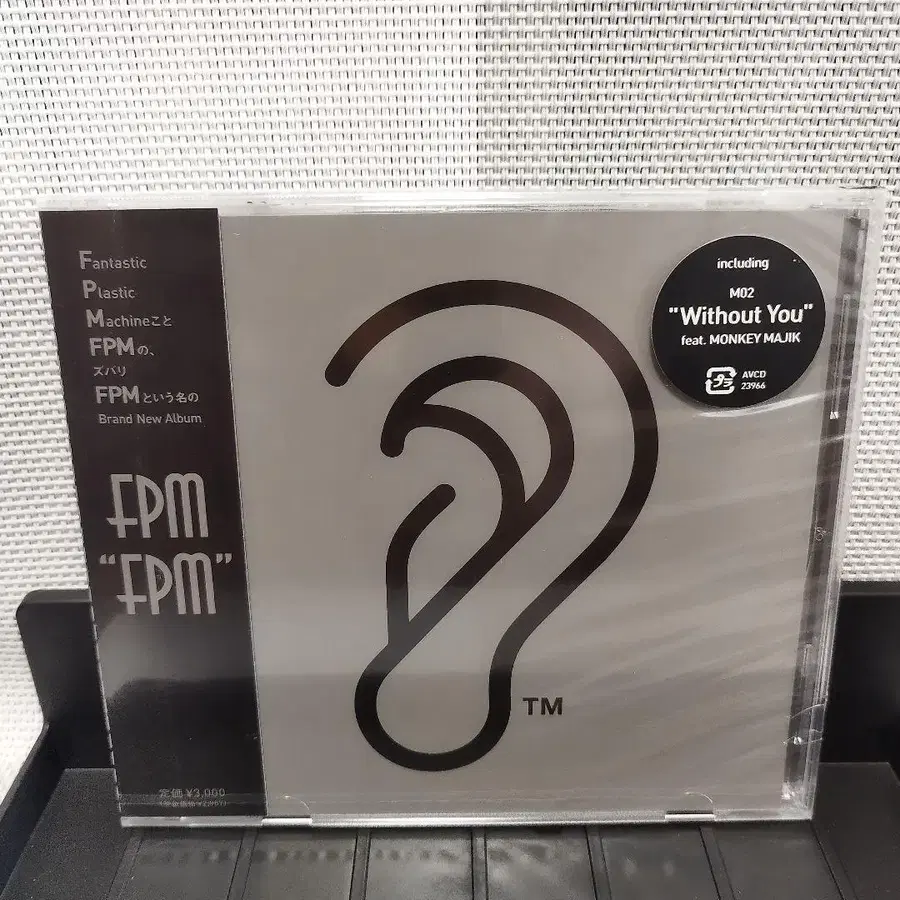 Fantastic
Plastic
Machineこと
FPMの、
ズバリ
FPMという名の
Brand New Album
FPM
"FPM"
定価 ¥3,000
including
M02
"Without You"
feat. MONKEY MAJIK
プラ
AVCD
23966
TM